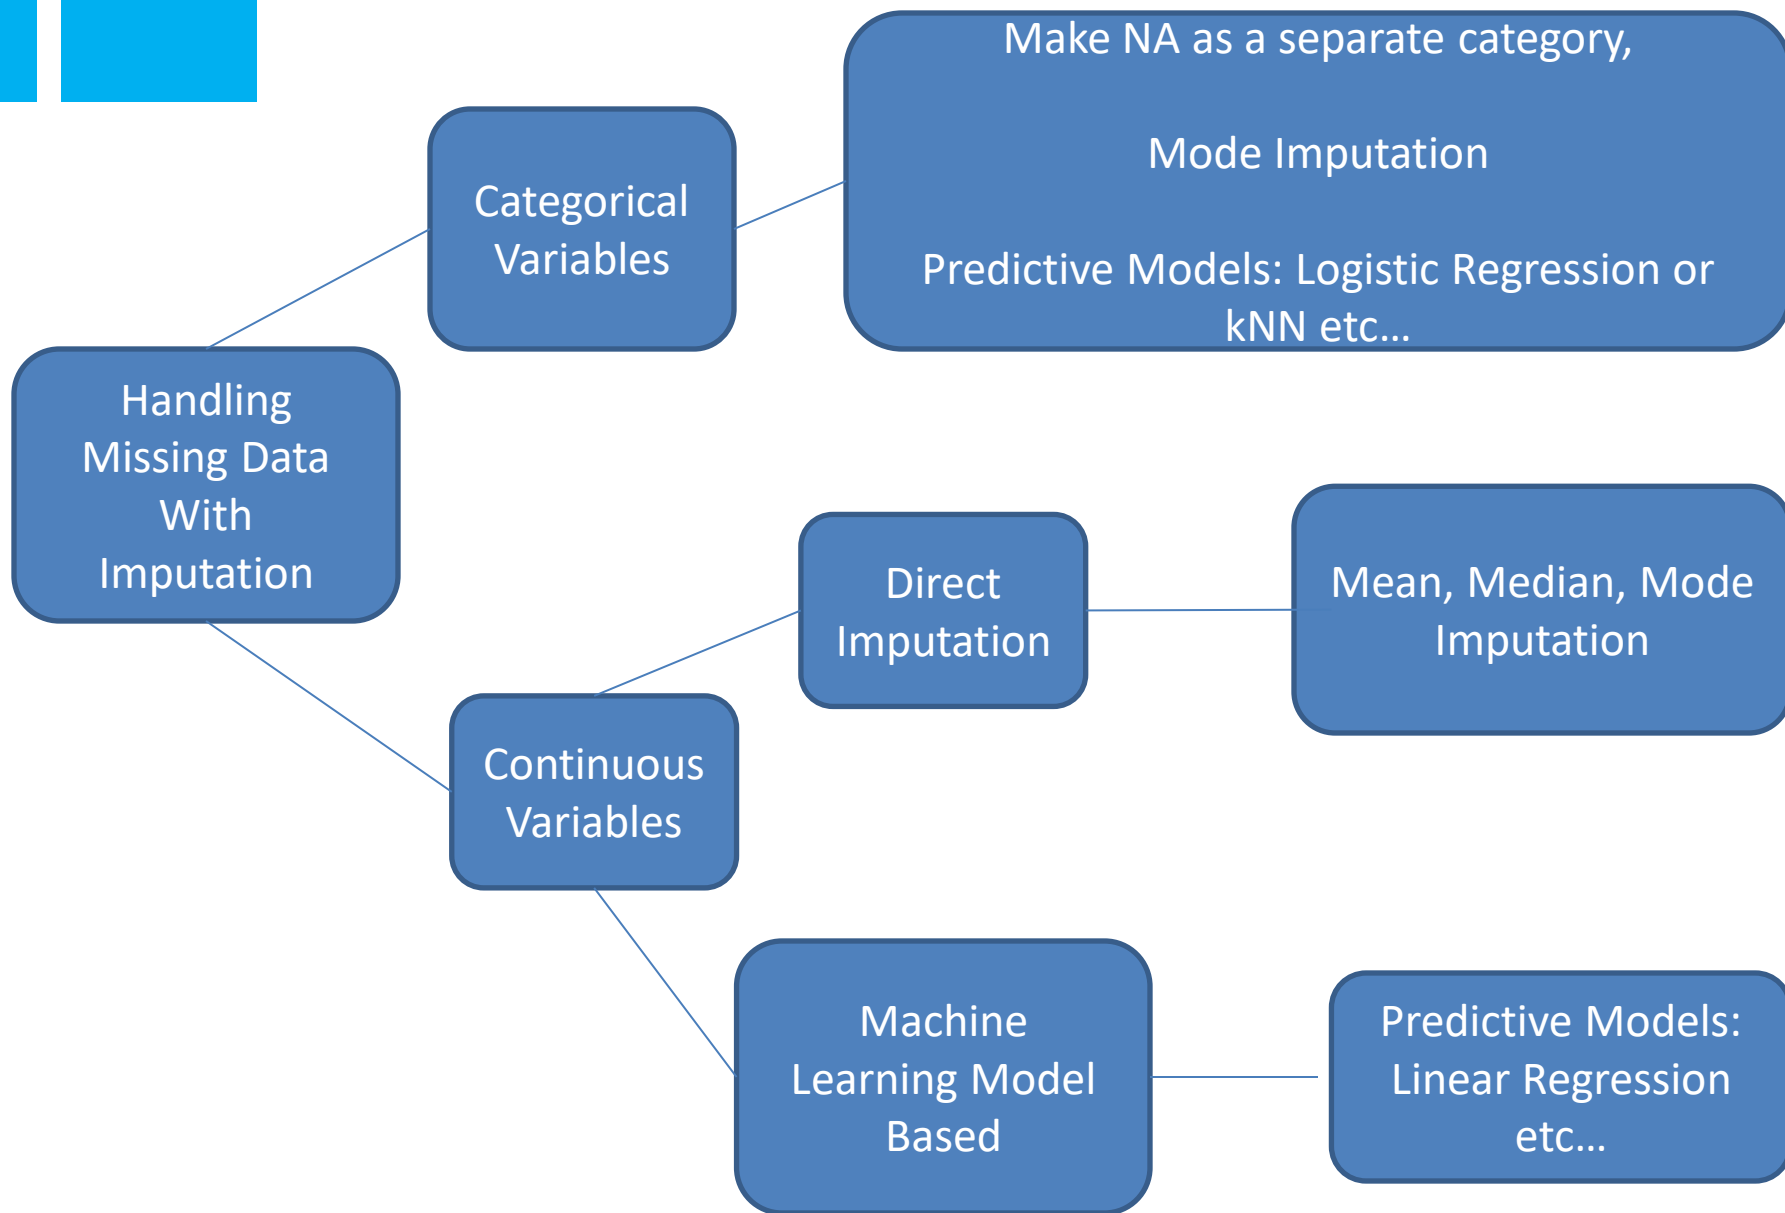 Make NA as a separate category,
Mode Imputation
Predictive Models: Logistic Regression or
kNN etc...
Categorical
Variables
Handling
Missing Data
With
Imputation
Direct
Imputation
Mean, Median, Mode
Imputation
Continuous
Variables
Machine
Learning Model
Based
Predictive Models:
Linear Regression
etc...